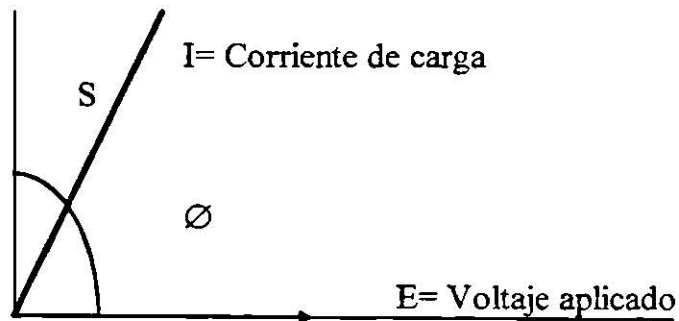 I= Corriente de carga
S
∅
E= Voltaje aplicado